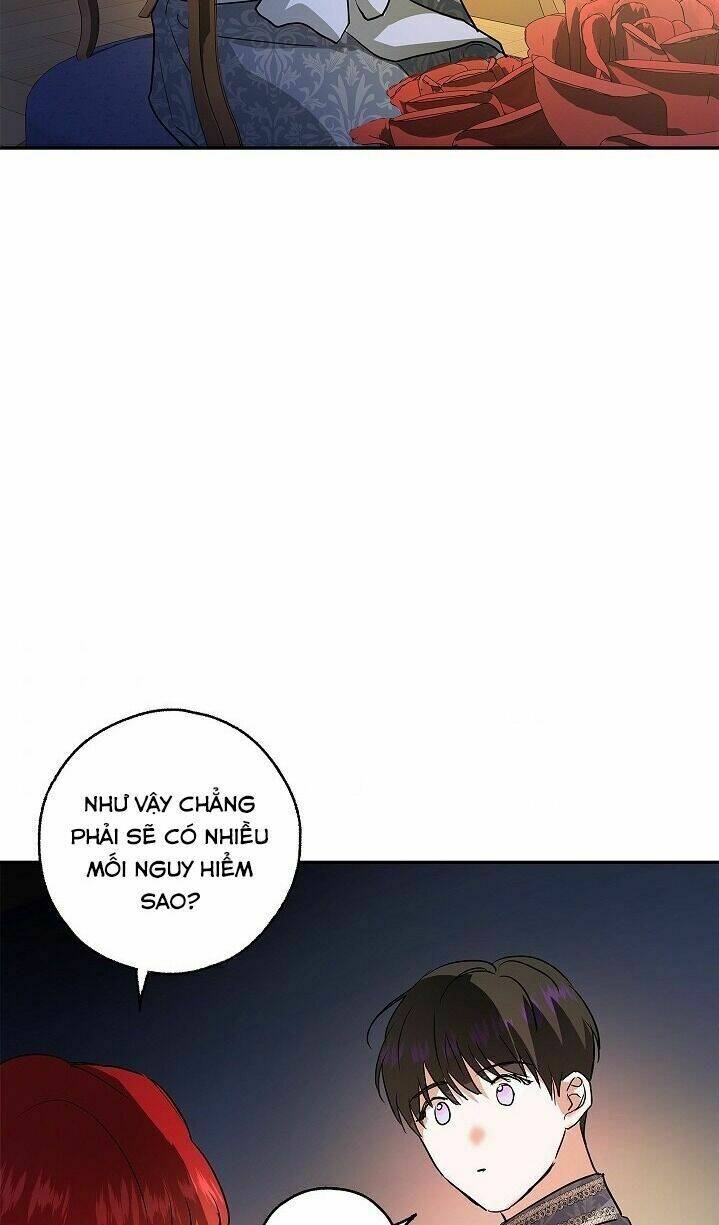 NHƯ VẬY CHẲNG
PHẢI SẼ CÓ NHIỀU
MỐI NGUY HIỂM
SAO?